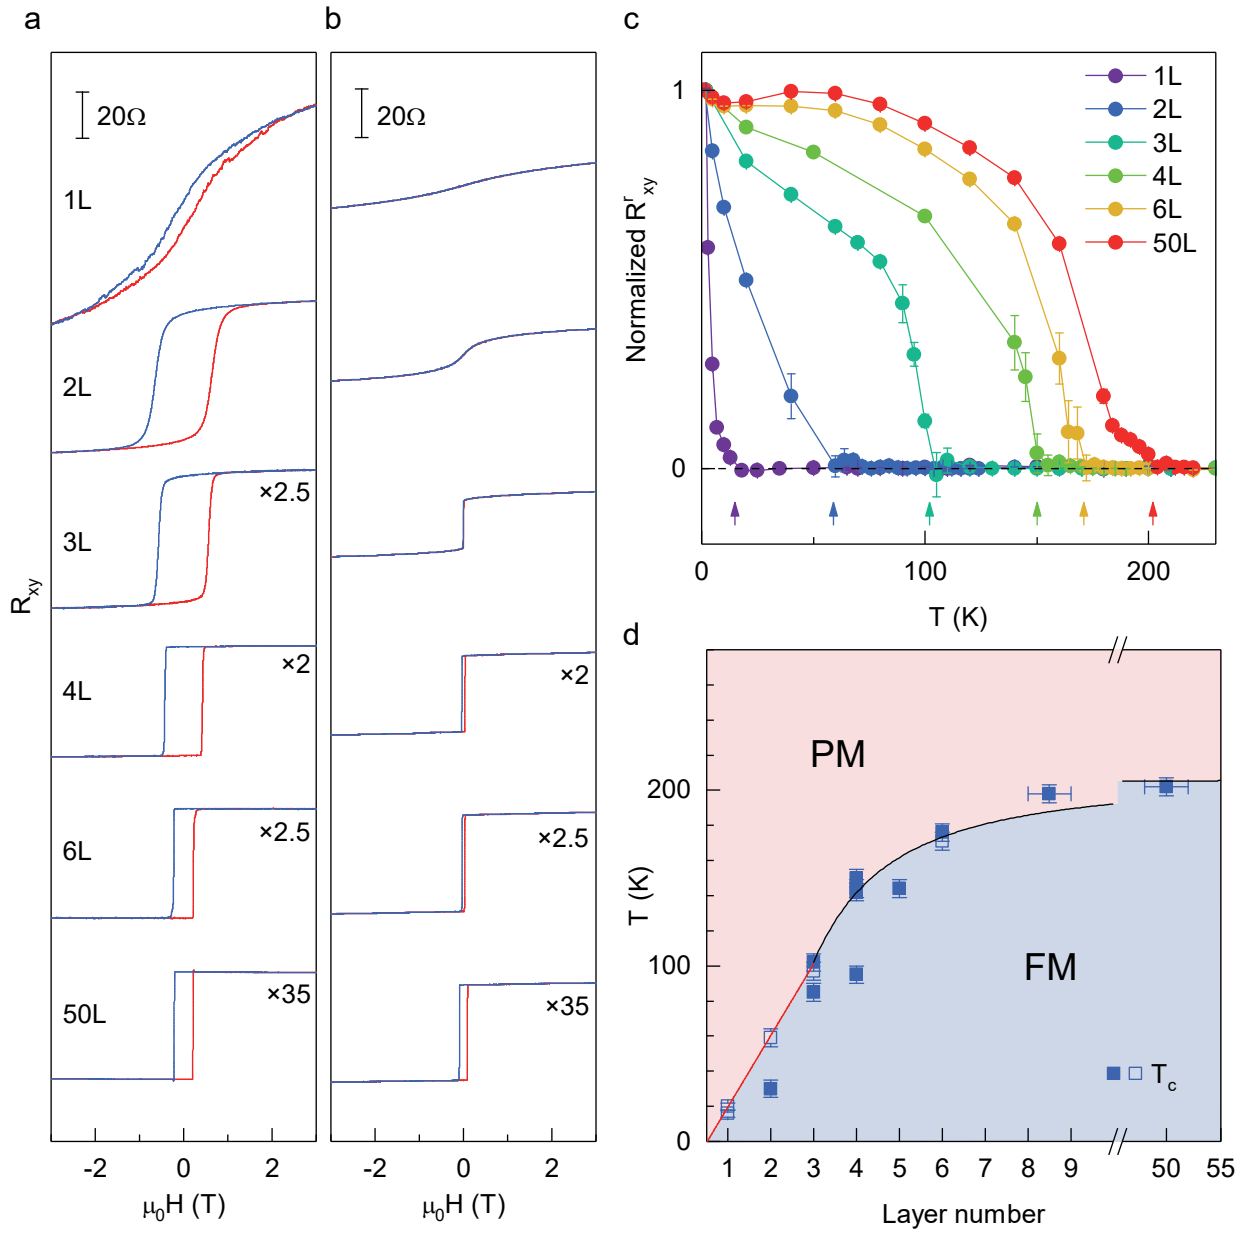 a
b
c
20Ω
20Ω
1L
2L
3L
4L
6L
50L
×2.5
×2
×2.5
×35
×2
×2.5
×35
R_xy
-2
0
2
-2
0
2
μ₀H (T)
μ₀H (T)
1
0
Normalized Rʳ_xy
1L
2L
3L
4L
6L
50L
0
100
200
T (K)
d
PM
FM
T_c
200
100
0
T (K)
1
2
3
4
5
6
7
8
9
50
55
Layer number